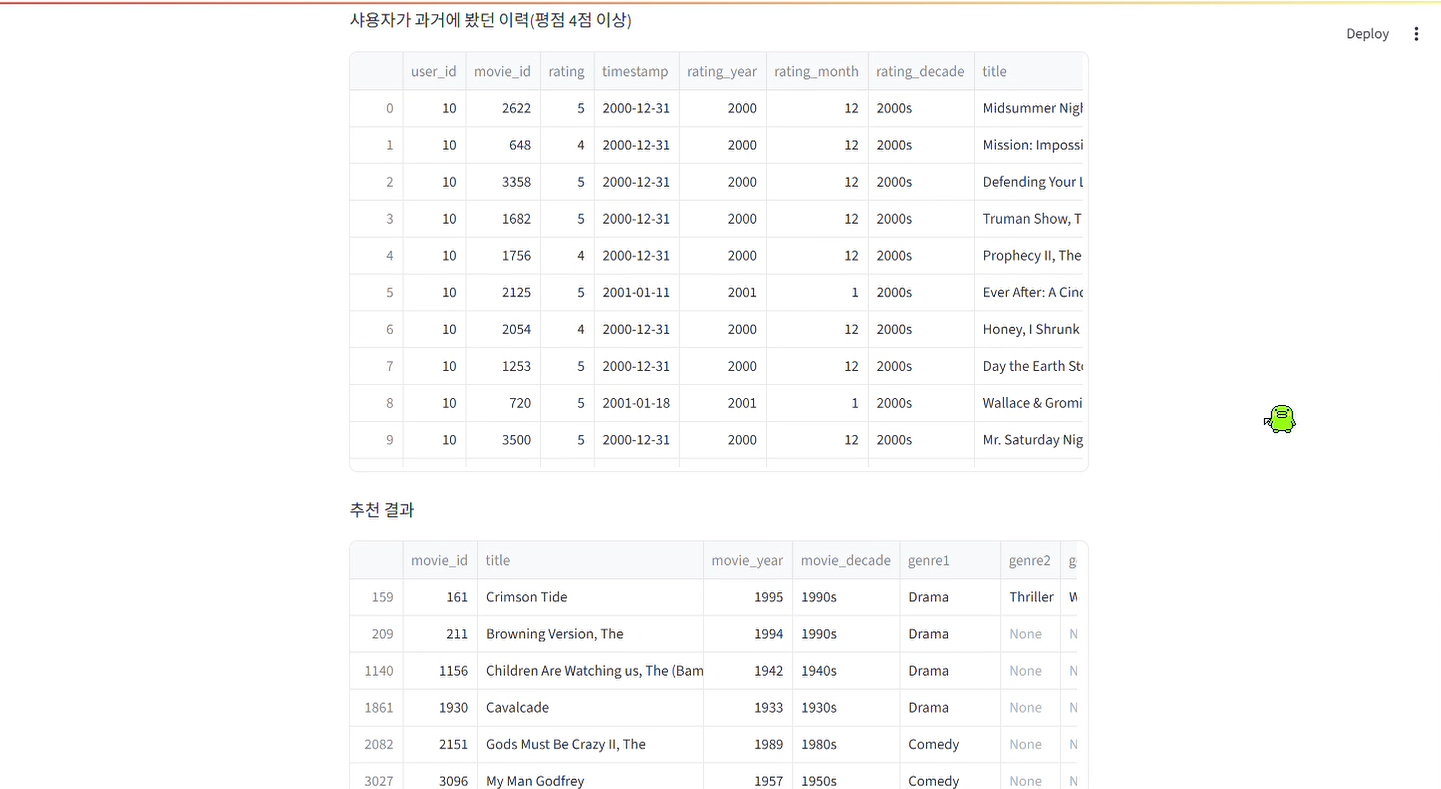 샤용자가 과거에 봤던 이력(평점 4점 이상)
Deploy
user_id movie_id rating timestamp rating_year rating_month rating_decade title
0 10 2622 5 2000-12-31 2000 12 2000s Midsummer Nigh
1 10 648 4 2000-12-31 2000 12 2000s Mission: Impossi
2 10 3358 5 2000-12-31 2000 12 2000s Defending Your L
3 10 1682 5 2000-12-31 2000 12 2000s Truman Show, T
4 10 1756 4 2000-12-31 2000 12 2000s Prophecy II, The
5 10 2125 5 2001-01-11 2001 1 2000s Ever After: A Cind
6 10 2054 4 2000-12-31 2000 12 2000s Honey, I Shrunk
7 10 1253 5 2000-12-31 2000 12 2000s Day the Earth Sto
8 10 720 5 2001-01-18 2001 1 2000s Wallace & Gromi
9 10 3500 5 2000-12-31 2000 12 2000s Mr. Saturday Nig
추천 결과
movie_id title movie_year movie_decade genre1 genre2 g
159 161 Crimson Tide 1995 1990s Drama Thriller W
209 211 Browning Version, The 1994 1990s Drama None N
1140 1156 Children Are Watching us, The (Bam 1942 1940s Drama None N
1861 1930 Cavalcade 1933 1930s Drama None N
2082 2151 Gods Must Be Crazy II, The 1989 1980s Comedy None N
3027 3096 My Man Godfrey 1957 1950s Comedy None N